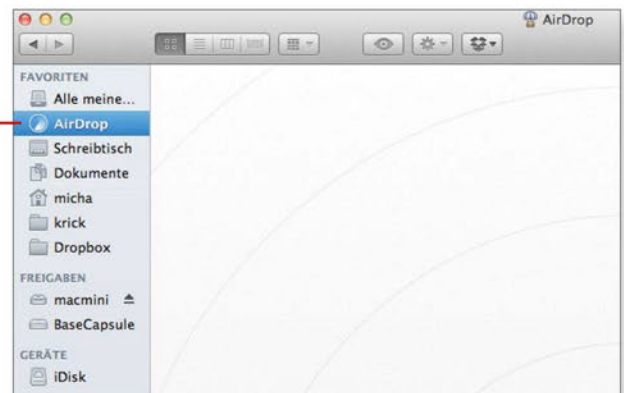 AirDrop
FAVORITEN
Alle meine...
AirDrop
Schreibtisch
Dokumente
micha
krick
Dropbox
FREIGABEN
macmini
BaseCapsule
GERÄTE
iDisk